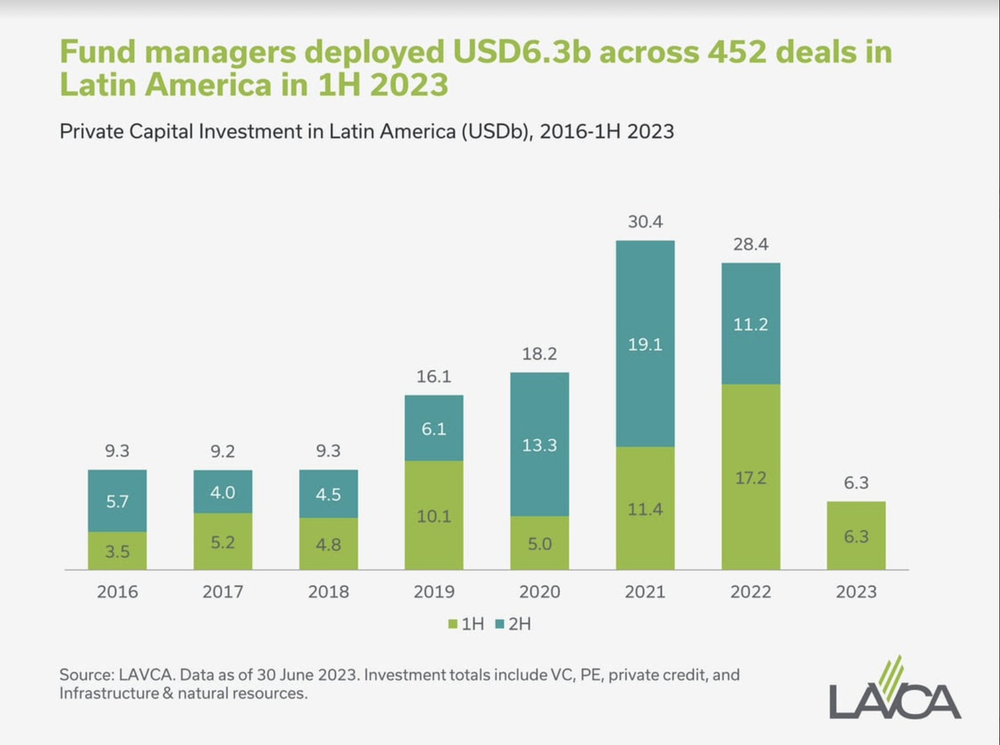 Fund managers deployed USD6.3b across 452 deals in
Latin America in 1H 2023
Private Capital Investment in Latin America (USDb), 2016-1H 2023
30.4
28.4
19.1
11.2
18.2
16.1
6.1
13.3
17.2
9.3
9.2
9.3
6.3
5.7
4.0
4.5
10.1
11.4
3.5
5.2
4.8
5.0
6.3
2016 2017 2018 2019 2020 2021 2022 2023
1H 2H
Source: LAVCA. Data as of 30 June 2023. Investment totals include VC, PE, private credit, and
Infrastructure & natural resources.
LAVCA